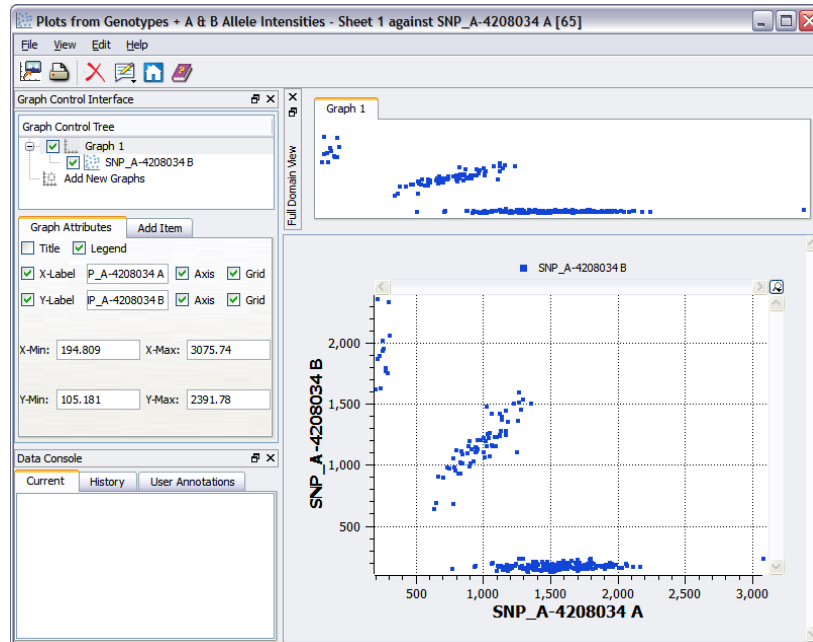 Plots from Genotypes + A & B Allele Intensities - Sheet 1 against SNP_A-4208034 A [65]
File View Edit Help
Graph Control Interface
Graph Control Tree
Graph 1
SNP_A-4208034 B
Add New Graphs
Graph Attributes Add Item
Title Legend
X-Label P_A-4208034 A Axis Grid
Y-Label IP_A-4208034 B Axis Grid
X-Min: 194.809 X-Max: 3075.74
Y-Min: 105.181 Y-Max: 2391.78
Data Console
Current History User Annotations
Full Domain View
Graph 1
SNP_A-4208034 B
SNP_A-4208034 B
2,000
1,500
1,000
500
500 1,000 1,500 2,000 2,500 3,000
SNP_A-4208034 A